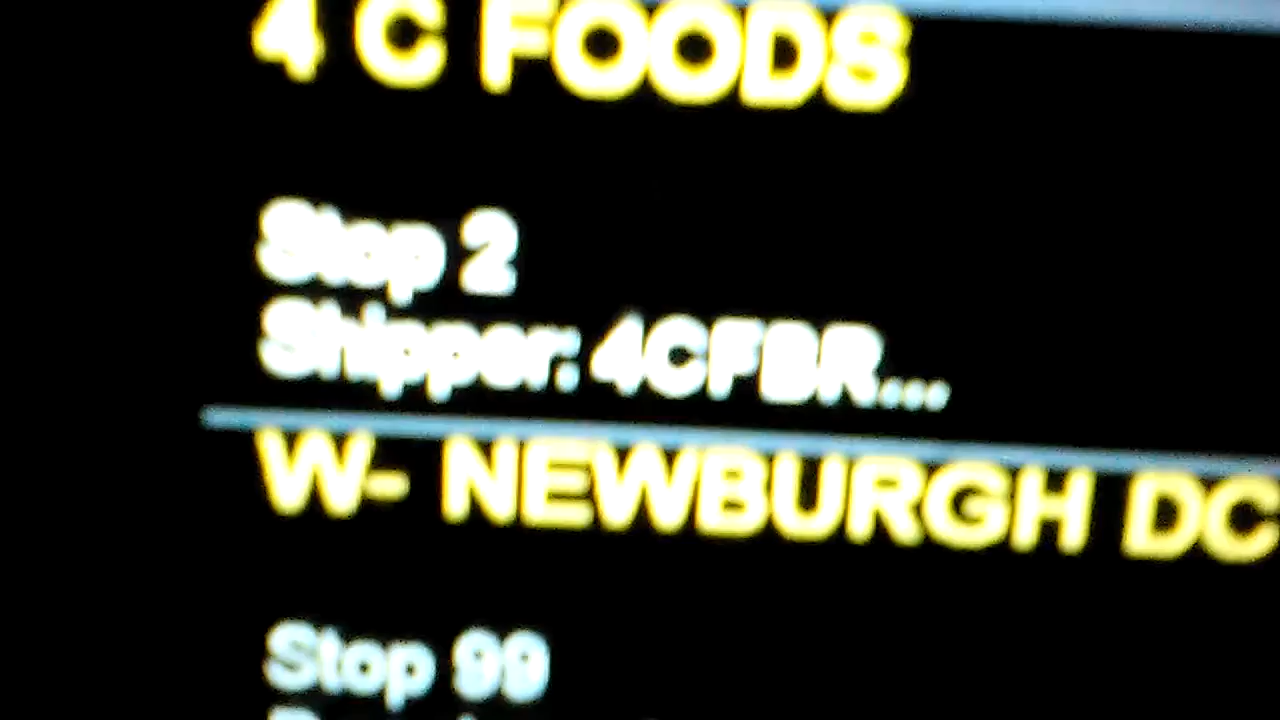 4 C FOODS
Stop 2
Shipper: 4CFBR...
W- NEWBURGH DC
Stop 99